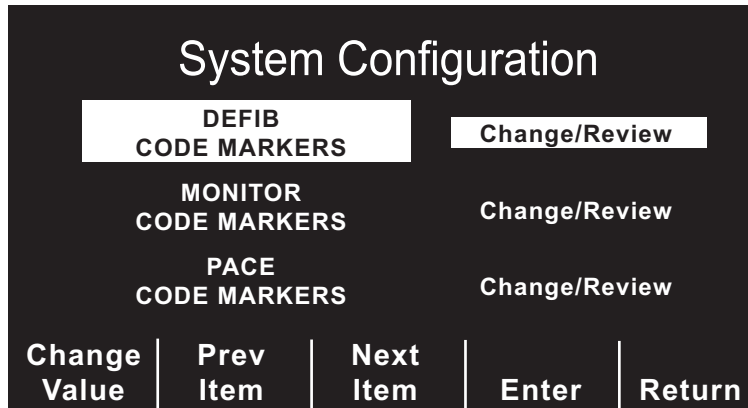 System Configuration
DEFIB
CODE MARKERS
Change/Review
MONITOR
CODE MARKERS
Change/Review
PACE
CODE MARKERS
Change/Review
Change
Value
Prev
Item
Next
Item
Enter
Return